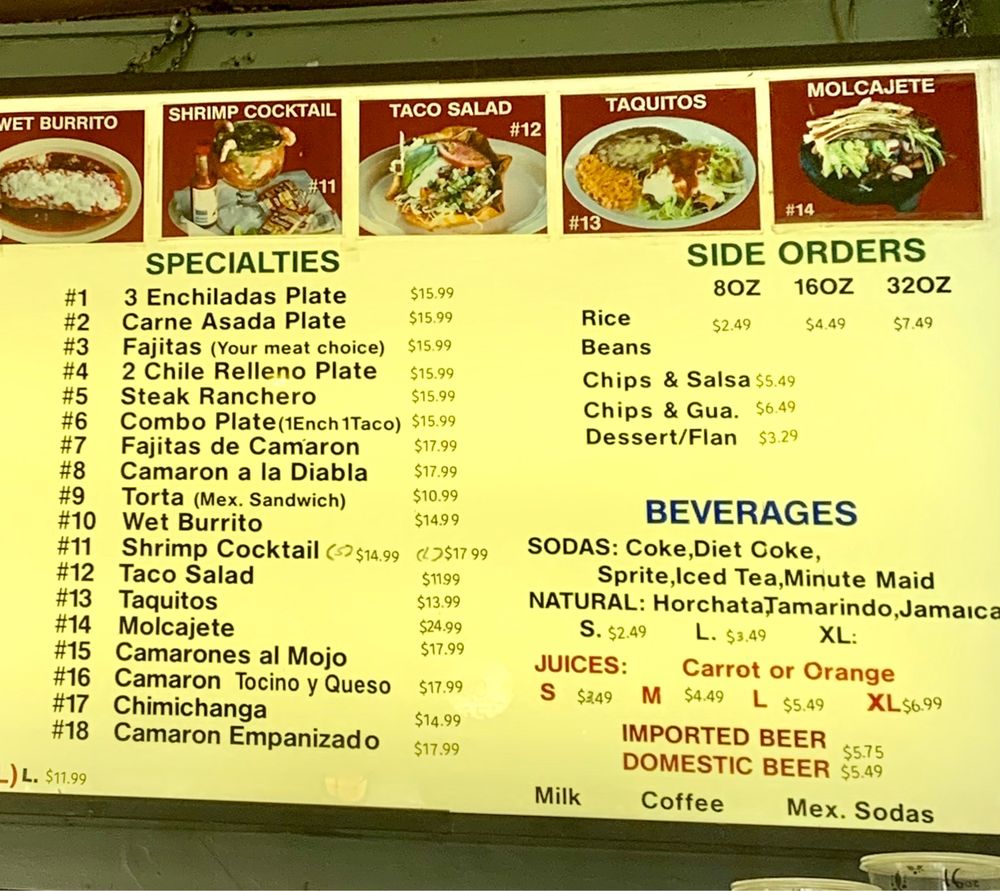 WET BURRITO
SHRIMP COCKTAIL
#11
TACO SALAD
#12
TAQUITOS
#13
MOLCAJETE
#14
SPECIALTIES
#1 3 Enchiladas Plate $15.99
#2 Carne Asada Plate $15.99
#3 Fajitas (Your meat choice) $15.99
#4 2 Chile Relleno Plate $15.99
#5 Steak Ranchero $15.99
#6 Combo Plate(1Ench 1Taco) $15.99
#7 Fajitas de Camaron $17.99
#8 Camaron a la Diabla $17.99
#9 Torta (Mex. Sandwich) $10.99
#10 Wet Burrito $14.99
#11 Shrimp Cocktail (S) $14.99 (L) $17 99
#12 Taco Salad $11.99
#13 Taquitos $13.99
#14 Molcajete $24.99
#15 Camarones al Mojo $17.99
#16 Camaron Tocino y Queso $17.99
#17 Chimichanga $14.99
#18 Camaron Empanizado $17.99
L) L. $11.99
SIDE ORDERS
8OZ 16OZ 32OZ
Rice $2.49 $4.49 $7.49
Beans
Chips & Salsa $5.49
Chips & Gua. $6.49
Dessert/Flan $3.29
BEVERAGES
SODAS: Coke,Diet Coke,
Sprite,Iced Tea,Minute Maid
NATURAL: Horchata,Tamarindo,Jamaica
S. $2.49 L. $3.49 XL:
JUICES: Carrot or Orange
S $3.49 M $4.49 L $5.49 XL $6.99
IMPORTED BEER $5.75
DOMESTIC BEER $5.49
Milk Coffee Mex. Sodas
16oz